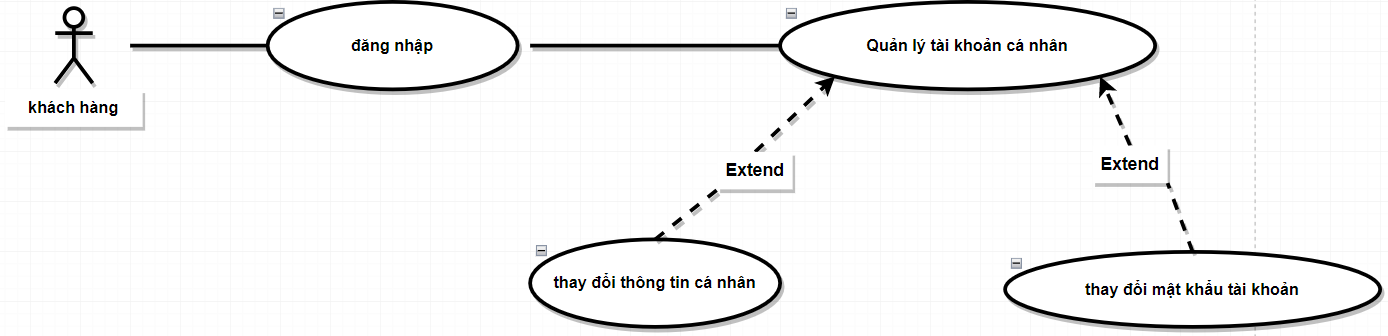 đăng nhập
Quản lý tài khoản cá nhân
khách hàng
Extend
Extend
thay đổi thông tin cá nhân
thay đổi mật khẩu tài khoản